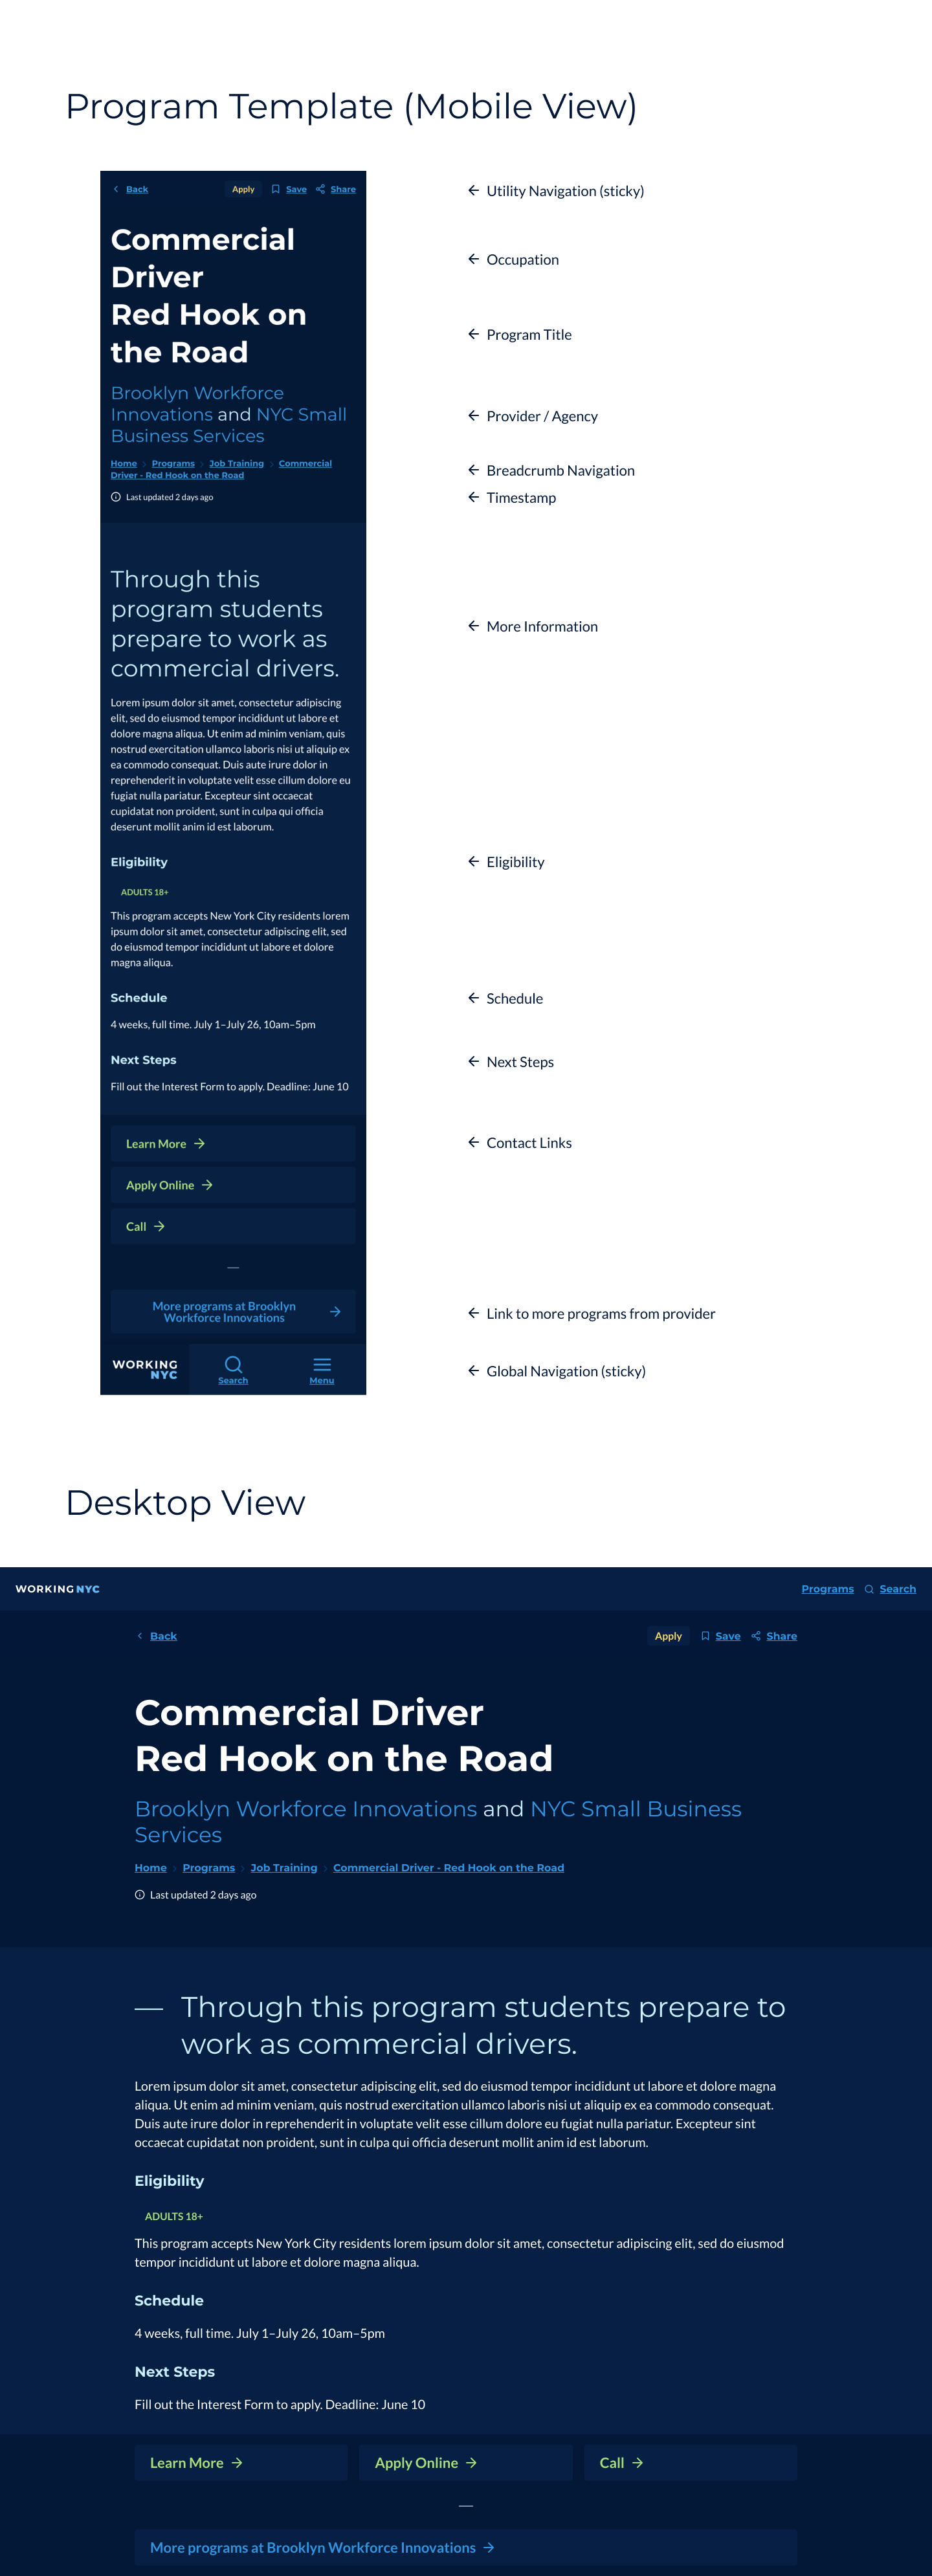 Program Template (Mobile View)
Back
Apply
Save
Share
Utility Navigation (sticky)
Commercial
Driver
Occupation
Red Hook on
the Road
Program Title
Brooklyn Workforce
Innovations and NYC Small
Business Services
Provider / Agency
Home
Programs
Job Training
Commercial
Driver - Red Hook on the Road
Breadcrumb Navigation
Last updated 2 days ago
Timestamp
Through this
program students
prepare to work as
commercial drivers.
More Information
Lorem ipsum dolor sit amet, consectetur adipiscing
elit, sed do eiusmod tempor incididunt ut labore et
dolore magna aliqua. Ut enim ad minim veniam, quis
nostrud exercitation ullamco laboris nisi ut aliquip ex
ea commodo consequat. Duis aute irure dolor in
reprehenderit in voluptate velit esse cillum dolore eu
fugiat nulla pariatur. Excepteur sint occaecat
cupidatat non proident, sunt in culpa qui officia
deserunt mollit anim id est laborum.
Eligibility
Eligibility
ADULTS 18+
This program accepts New York City residents lorem
ipsum dolor sit amet, consectetur adipiscing elit, sed
do eiusmod tempor incididunt ut labore et dolore
magna aliqua.
Schedule
Schedule
4 weeks, full time. July 1–July 26, 10am–5pm
Next Steps
Next Steps
Fill out the Interest Form to apply. Deadline: June 10
Learn More
Contact Links
Apply Online
Call
More programs at Brooklyn
Workforce Innovations
Link to more programs from provider
WORKING
NYC
Search
Menu
Global Navigation (sticky)
Desktop View
WORKING NYC
Programs
Search
Back
Apply
Save
Share
Commercial Driver
Red Hook on the Road
Brooklyn Workforce Innovations and NYC Small Business
Services
Home
Programs
Job Training
Commercial Driver - Red Hook on the Road
Last updated 2 days ago
Through this program students prepare to
work as commercial drivers.
Lorem ipsum dolor sit amet, consectetur adipiscing elit, sed do eiusmod tempor incididunt ut labore et dolore magna
aliqua. Ut enim ad minim veniam, quis nostrud exercitation ullamco laboris nisi ut aliquip ex ea commodo consequat.
Duis aute irure dolor in reprehenderit in voluptate velit esse cillum dolore eu fugiat nulla pariatur. Excepteur sint
occaecat cupidatat non proident, sunt in culpa qui officia deserunt mollit anim id est laborum.
Eligibility
ADULTS 18+
This program accepts New York City residents lorem ipsum dolor sit amet, consectetur adipiscing elit, sed do eiusmod
tempor incididunt ut labore et dolore magna aliqua.
Schedule
4 weeks, full time. July 1–July 26, 10am–5pm
Next Steps
Fill out the Interest Form to apply. Deadline: June 10
Learn More
Apply Online
Call
More programs at Brooklyn Workforce Innovations